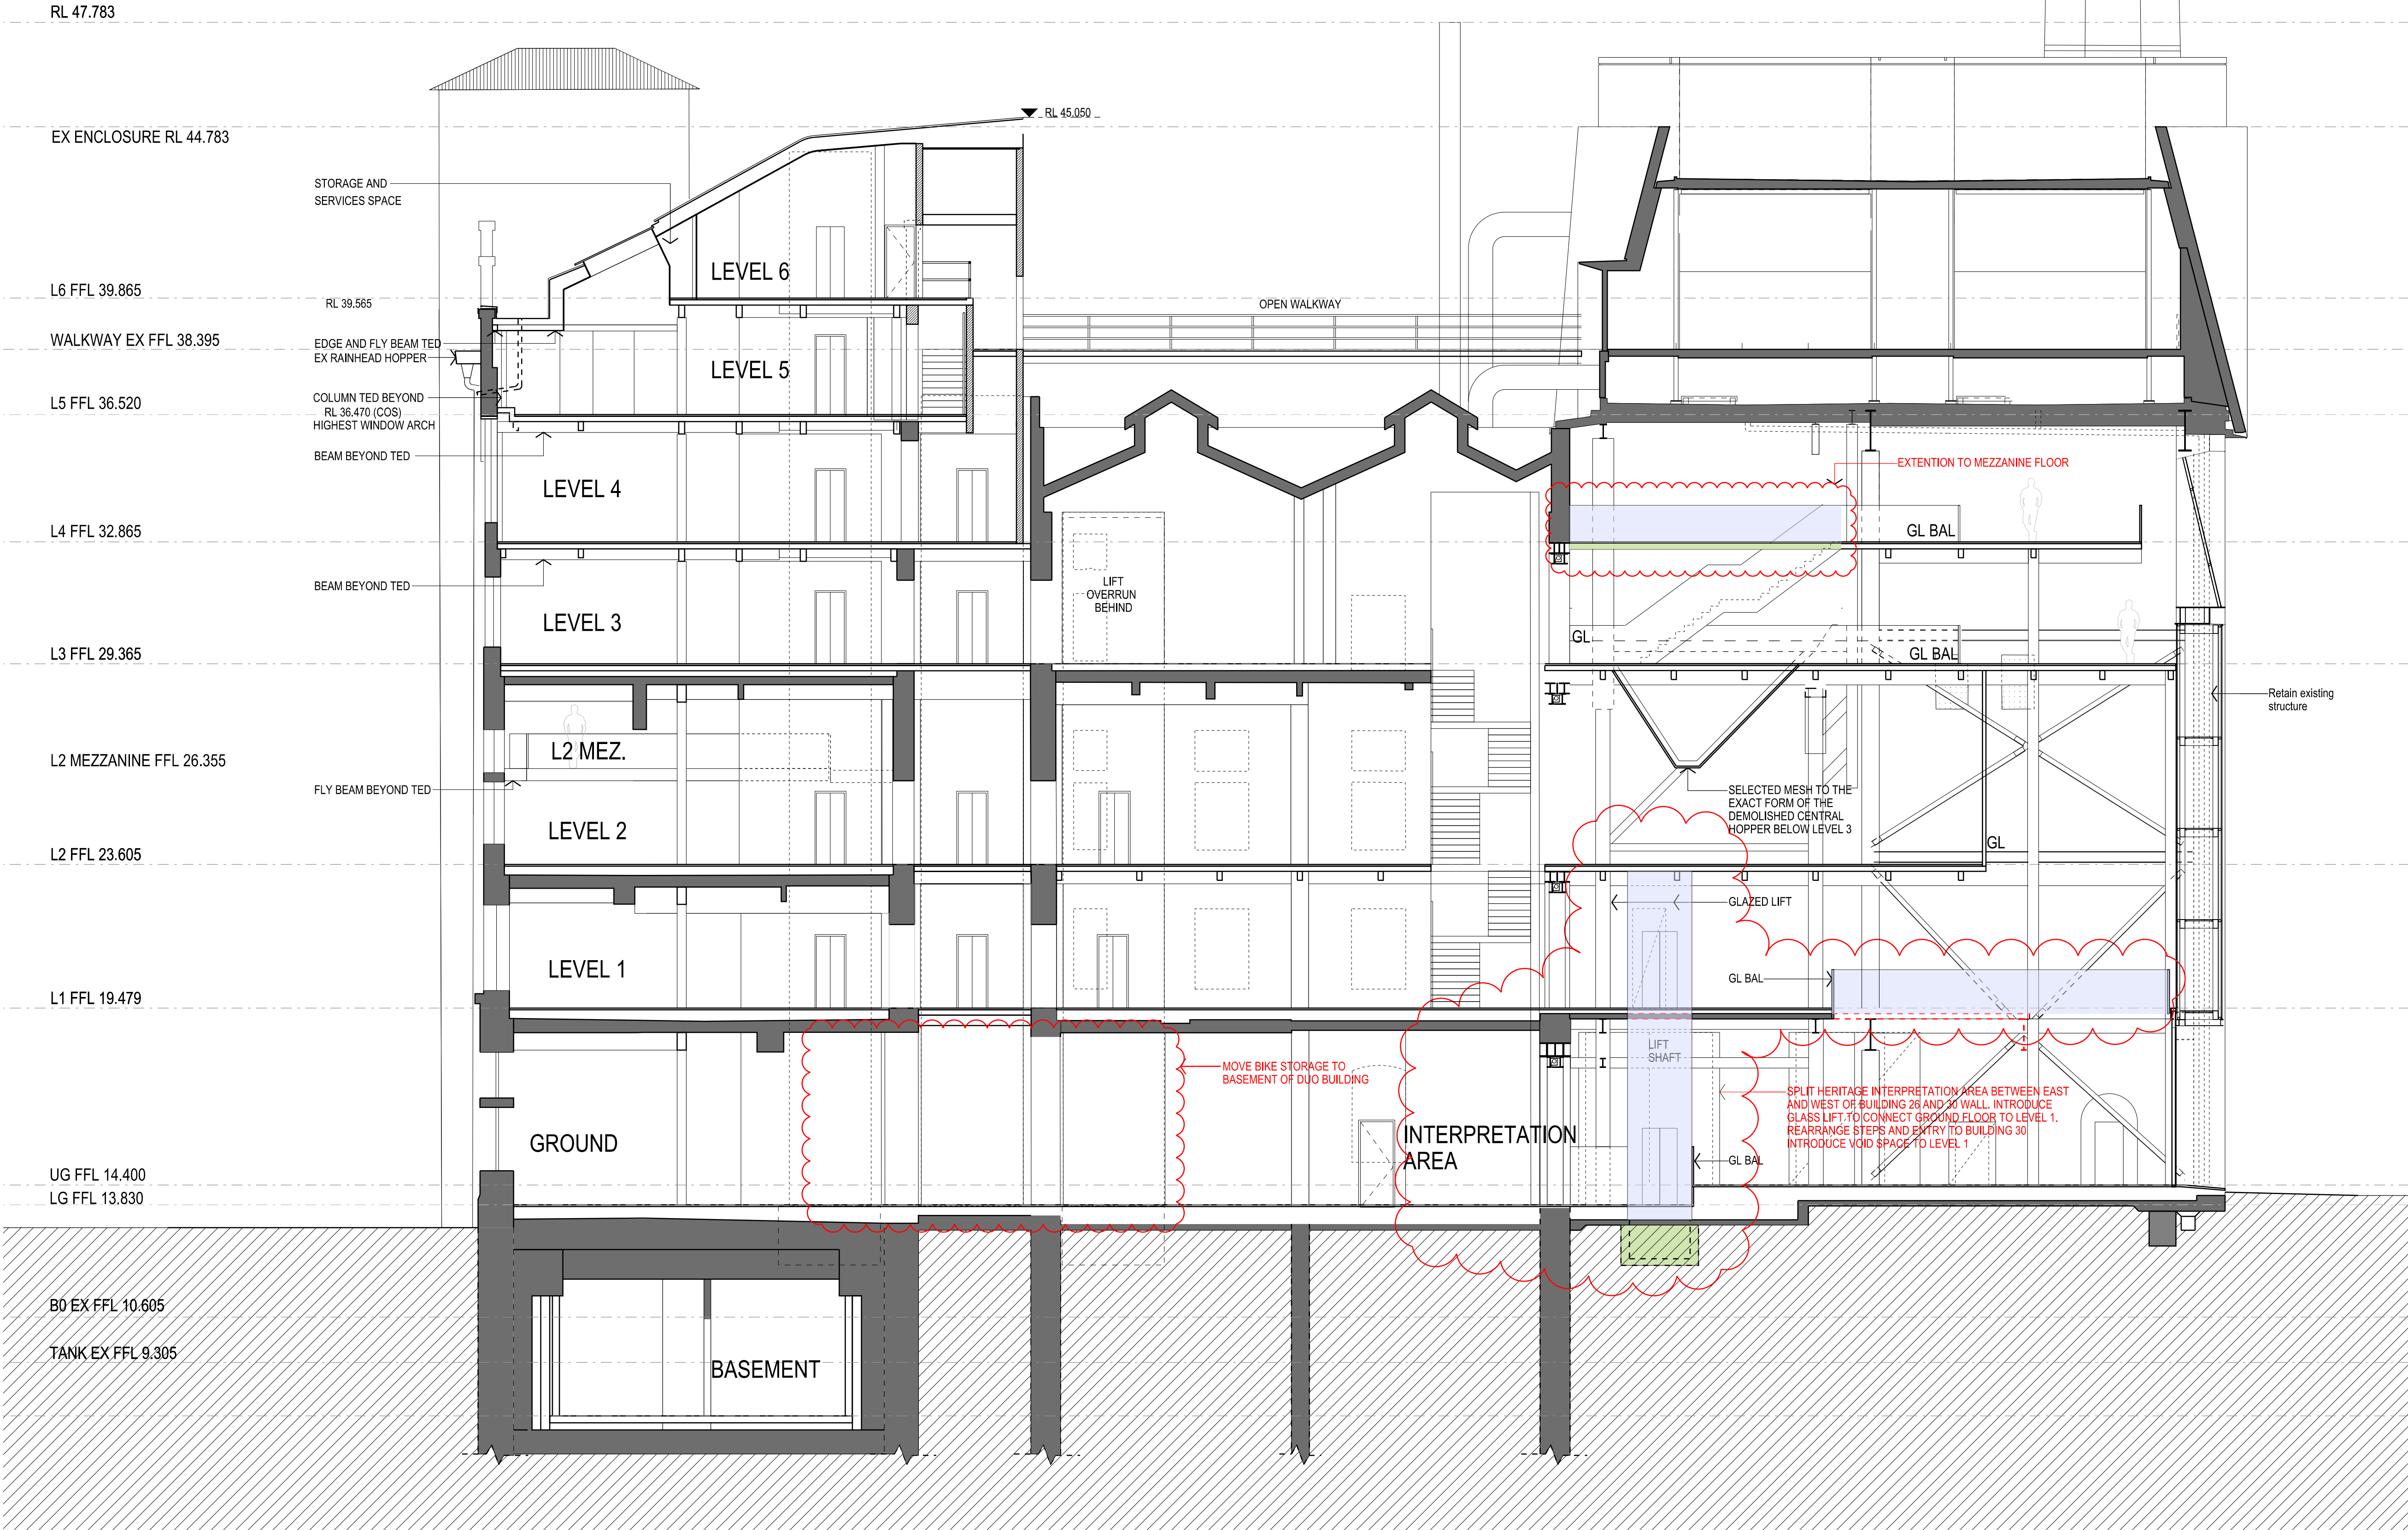 RL 47.783
EX ENCLOSURE RL 44.783
L6 FFL 39.865
WALKWAY EX FFL 38.395
L5 FFL 36.520
L4 FFL 32.865
L3 FFL 29.365
L2 MEZZANINE FFL 26.355
L2 FFL 23.605
L1 FFL 19.479
UG FFL 14.400
LG FFL 13.830
B0 EX FFL 10.605
TANK EX FFL 9.305
RL 45.050
STORAGE AND
SERVICES SPACE
RL 39.565
EDGE AND FLY BEAM TED
EX RAINHEAD HOPPER
COLUMN TED BEYOND
RL 36.470 (COS)
HIGHEST WINDOW ARCH
BEAM BEYOND TED
BEAM BEYOND TED
FLY BEAM BEYOND TED
LEVEL 6
LEVEL 5
LEVEL 4
LEVEL 3
L2 MEZ.
LEVEL 2
LEVEL 1
GROUND
BASEMENT
OPEN WALKWAY
LIFT
OVERRUN
BEHIND
EXTENTION TO MEZZANINE FLOOR
GL BAL
GL
GL BAL
Retain existing
structure
SELECTED MESH TO THE
EXACT FORM OF THE
DEMOLISHED CENTRAL
HOPPER BELOW LEVEL 3
GL
GLAZED LIFT
GL BAL
LIFT
SHAFT
MOVE BIKE STORAGE TO
BASEMENT OF DUO BUILDING
SPLIT HERITAGE INTERPRETATION AREA BETWEEN EAST
AND WEST OF BUILDING 26 AND 30 WALL. INTRODUCE
GLASS LIFT TO CONNECT GROUND FLOOR TO LEVEL 1.
REARRANGE STEPS AND ENTRY TO BUILDING 30
INTRODUCE VOID SPACE TO LEVEL 1
INTERPRETATION
AREA
GL BAL